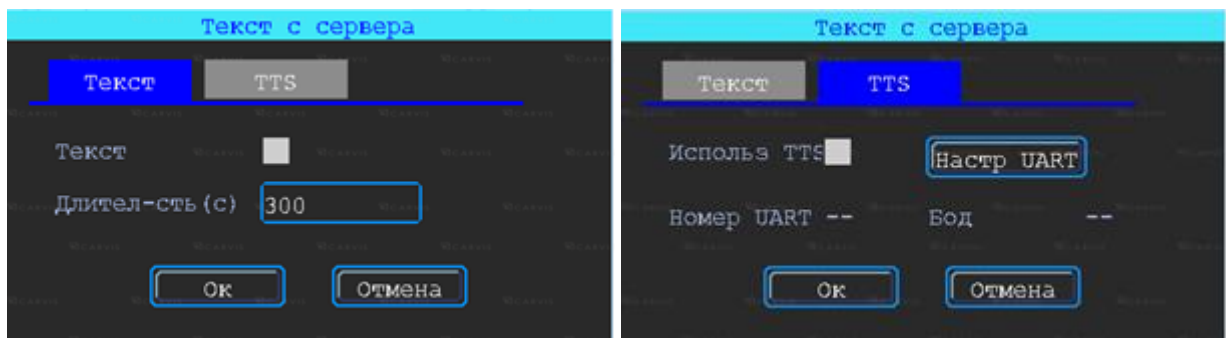 Текст с сервера
Текст TTS
Текст
Длител-сть(с) 300
Ок Отмена
Текст с сервера
Текст TTS
Использ TTS Настр UART
Номер UART -- Бод --
Ок Отмена